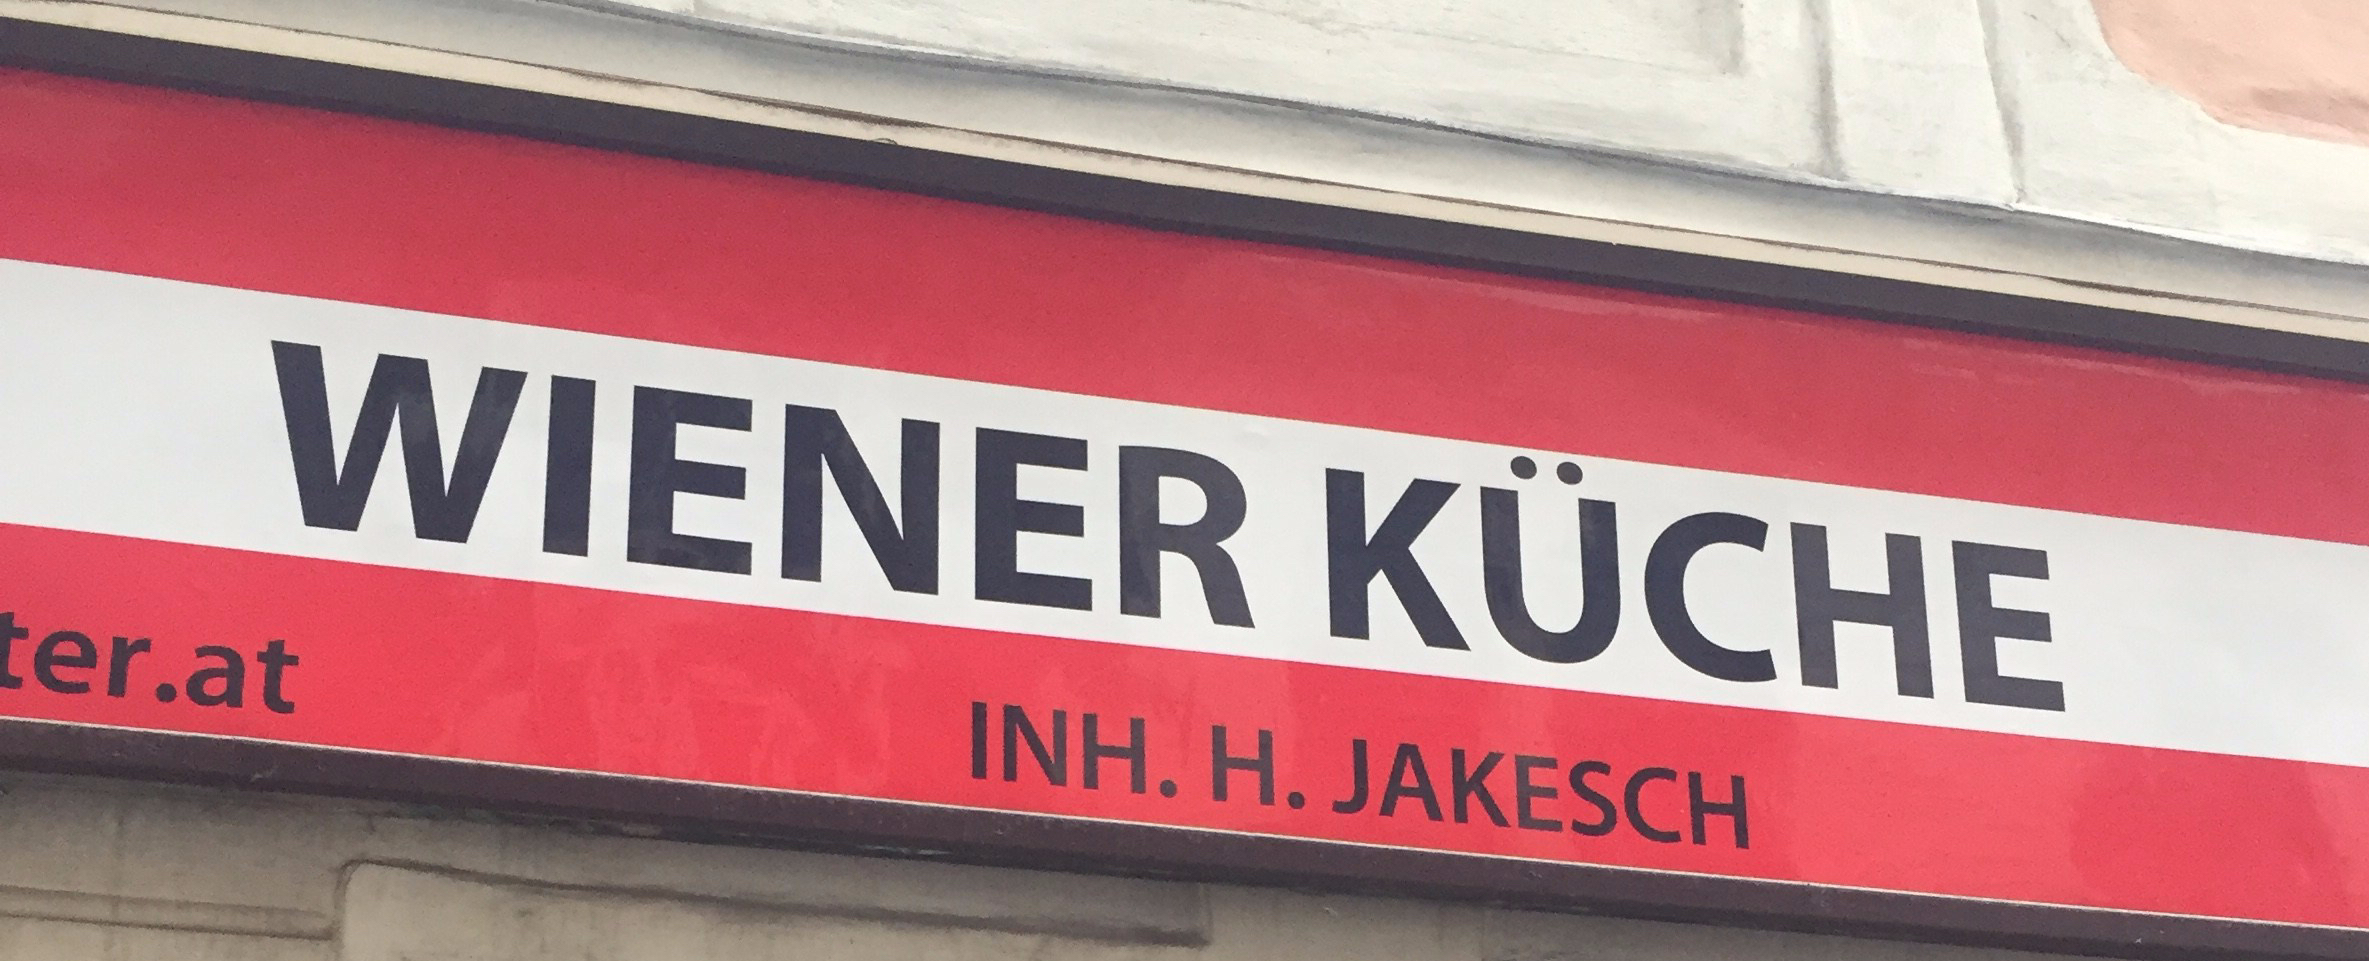 WIENER KÜCHE
ter.at
INH. H. JAKESCH